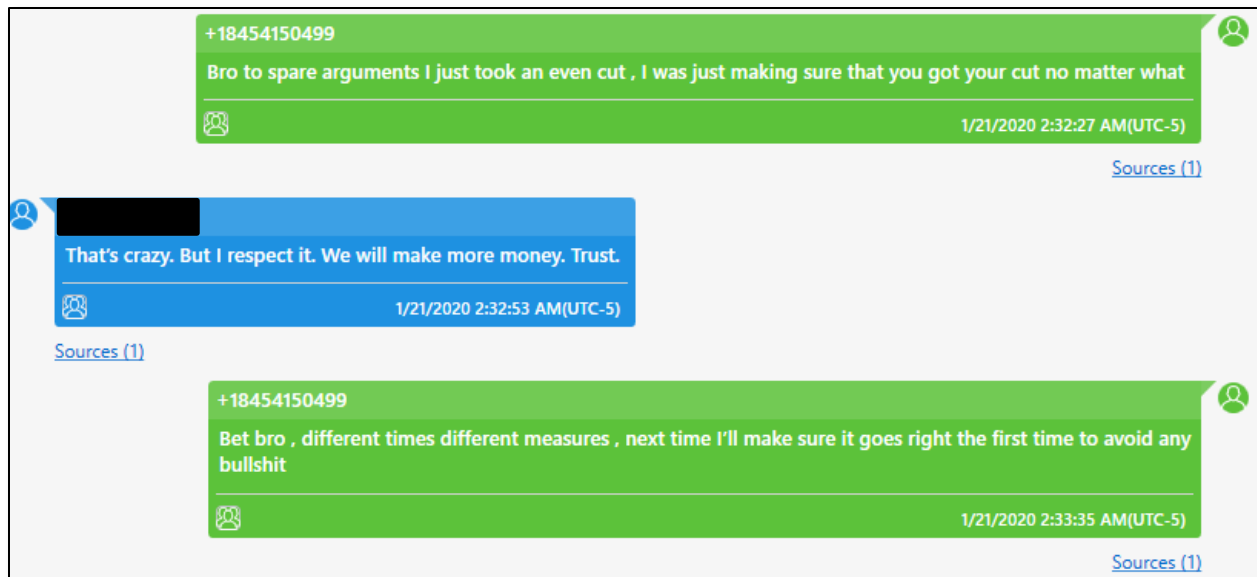 +18454150499
Bro to spare arguments I just took an even cut , I was just making sure that you got your cut no matter what
1/21/2020 2:32:27 AM(UTC-5)
Sources (1)
That's crazy. But I respect it. We will make more money. Trust.
1/21/2020 2:32:53 AM(UTC-5)
Sources (1)
+18454150499
Bet bro , different times different measures , next time I'll make sure it goes right the first time to avoid any
bullshit
1/21/2020 2:33:35 AM(UTC-5)
Sources (1)